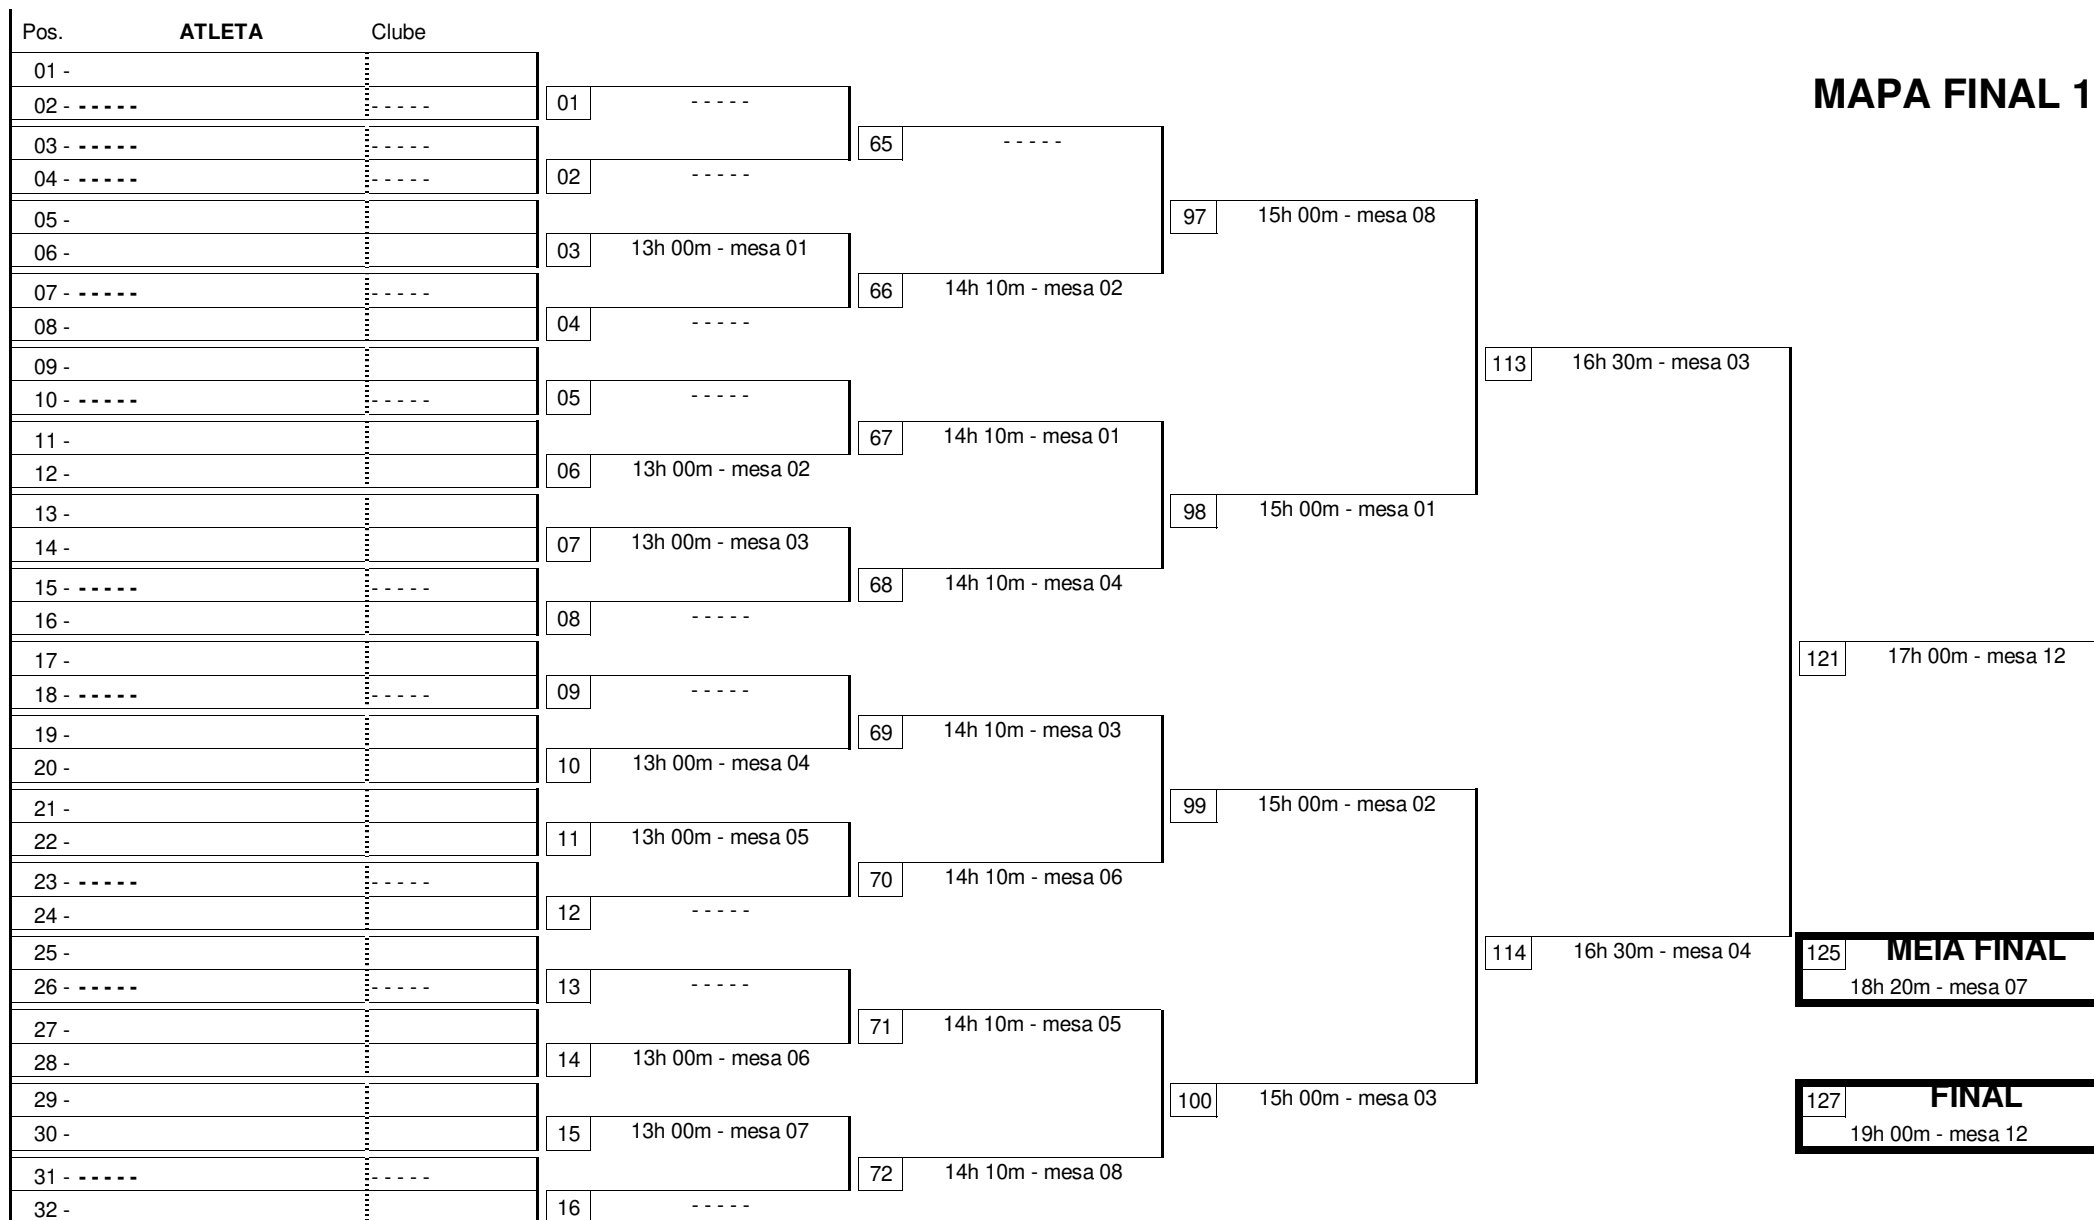 Pos. ATLETA Clube
01 -
MAPA FINAL 1
02 - - - - - - - - - - - 01 - - - - -
03 - - - - - - - - - - - 65 - - - - -
04 - - - - - - - - - - - 02 - - - - -
05 - 97 15h 00m - mesa 08
06 - 03 13h 00m - mesa 01
07 - - - - - - - - - - - 66 14h 10m - mesa 02
08 - 04 - - - - -
09 - 113 16h 30m - mesa 03
10 - - - - - - - - - - - 05 - - - - -
11 - 67 14h 10m - mesa 01
12 - 06 13h 00m - mesa 02
13 - 98 15h 00m - mesa 01
14 - 07 13h 00m - mesa 03
15 - - - - - - - - - - - 68 14h 10m - mesa 04
16 - 08 - - - - -
17 - 121 17h 00m - mesa 12
18 - - - - - - - - - - - 09 - - - - -
19 - 69 14h 10m - mesa 03
20 - 10 13h 00m - mesa 04
21 - 99 15h 00m - mesa 02
22 - 11 13h 00m - mesa 05
23 - - - - - - - - - - - 70 14h 10m - mesa 06
24 - 12 - - - - -
25 - 114 16h 30m - mesa 04 125 MEIA FINAL
26 - - - - - - - - - - - 13 - - - - - 18h 20m - mesa 07
27 - 71 14h 10m - mesa 05
28 - 14 13h 00m - mesa 06
29 - 100 15h 00m - mesa 03 127 FINAL
30 - 15 13h 00m - mesa 07 19h 00m - mesa 12
31 - - - - - - - - - - - 72 14h 10m - mesa 08
32 - 16 - - - - -